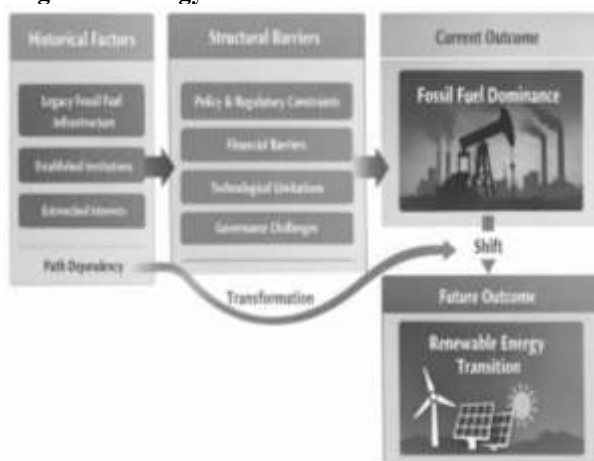 Historical Factors
Legacy Fossil Fuel
Infrastructure
Established Institutions
Entrenched Interests
Path Dependency
Structural Barriers
Policy & Regulatory Constraints
Financial Barriers
Technological Limitations
Governance Challenges
Transformation
Current Outcome
Fossil Fuel Dominance
Shift
Future Outcome
Renewable Energy
Transition